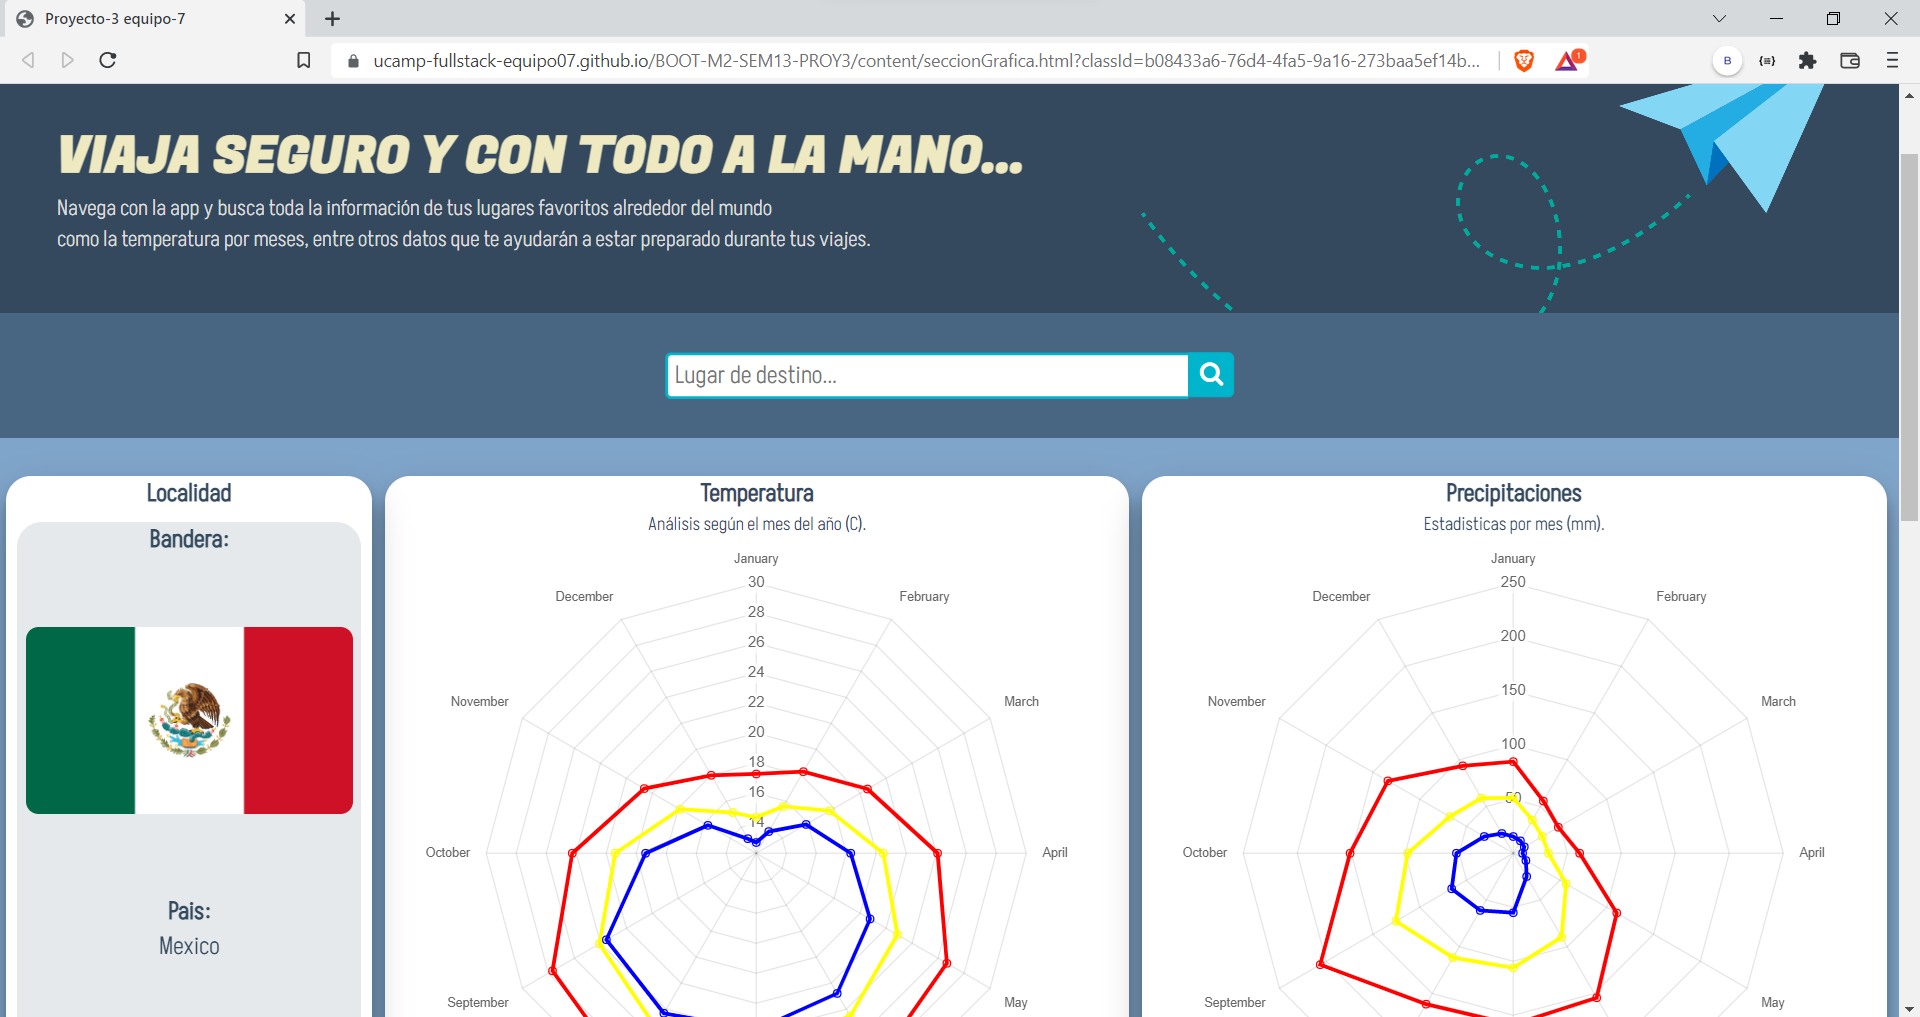 Proyecto-3 equipo-7
ucamp-fullstack-equipo07.github.io/BOOT-M2-SEM13-PROY3/content/seccionGrafica.html?classId=b08433a6-76d4-4fa5-9a16-273baa5ef14b...
1
B
VIAJA SEGURO Y CON TODO A LA MANO...
Navega con la app y busca toda la información de tus lugares favoritos alrededor del mundo
como la temperatura por meses, entre otros datos que te ayudarán a estar preparado durante tus viajes.
Lugar de destino...
Localidad
Bandera:
Pais:
Mexico
Temperatura
Análisis según el mes del año (C).
January
30
December
February
28
26
24
November
22
March
20
18
16
14
October
April
September
May
Precipitaciones
Estadisticas por mes (mm).
January
250
December
February
200
November
150
March
100
50
October
April
September
May